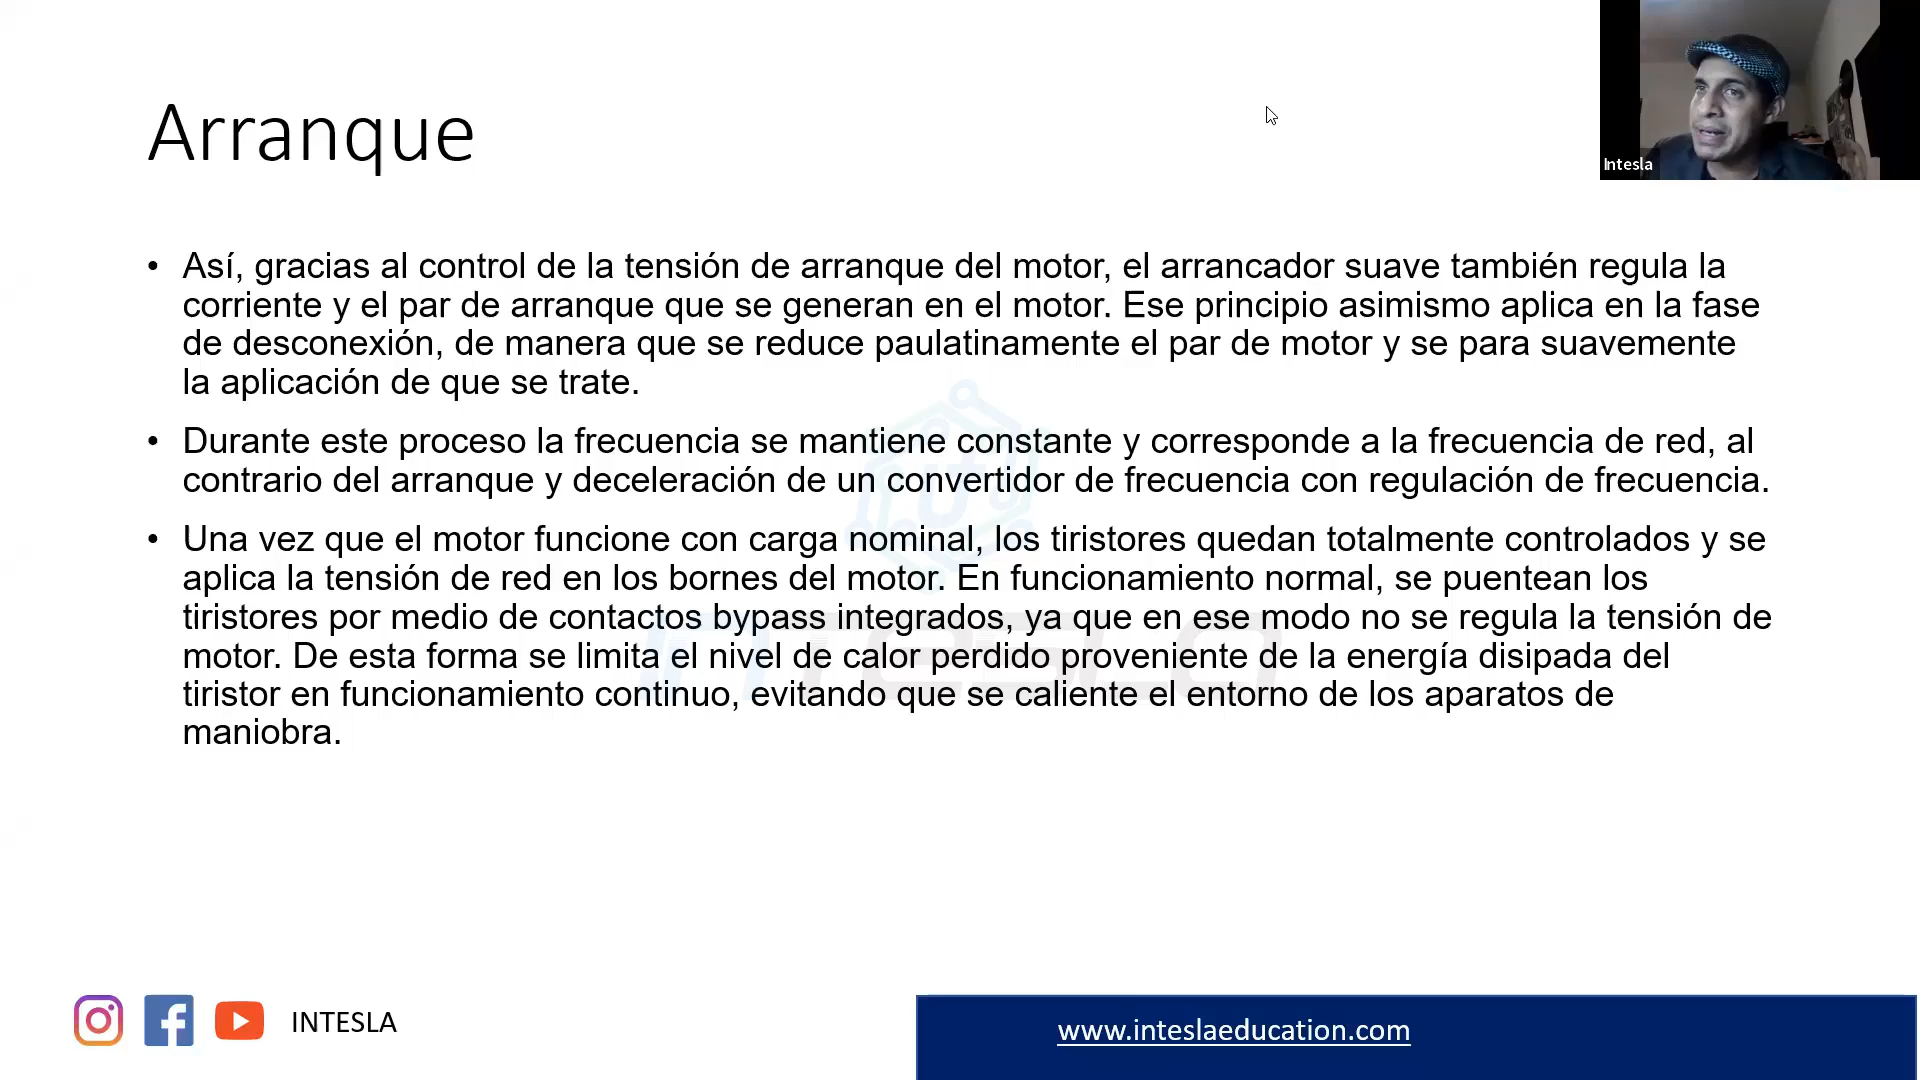 Intesla
Arranque
• Así, gracias al control de la tensión de arranque del motor, el arrancador suave también regula la
corriente y el par de arranque que se generan en el motor. Ese principio asimismo aplica en la fase
de desconexión, de manera que se reduce paulatinamente el par de motor y se para suavemente
la aplicación de que se trate.
• Durante este proceso la frecuencia se mantiene constante y corresponde a la frecuencia de red, al
contrario del arranque y deceleración de un convertidor de frecuencia con regulación de frecuencia.
• Una vez que el motor funcione con carga nominal, los tiristores quedan totalmente controlados y se
aplica la tensión de red en los bornes del motor. En funcionamiento normal, se puentean los
tiristores por medio de contactos bypass integrados, ya que en ese modo no se regula la tensión de
motor. De esta forma se limita el nivel de calor perdido proveniente de la energía disipada del
tiristor en funcionamiento continuo, evitando que se caliente el entorno de los aparatos de
maniobra.
INTESLA
INTESLA
www.inteslaeducation.com